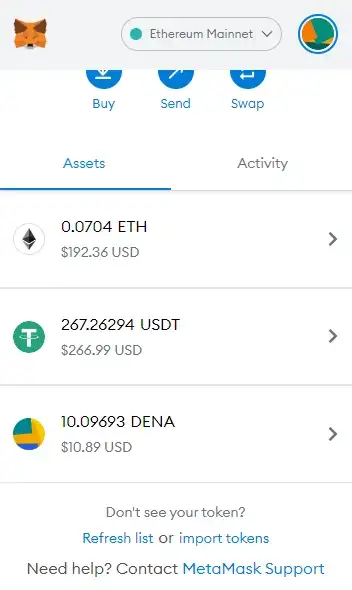 Ethereum Mainnet
Buy Send Swap
Assets Activity
0.0704 ETH
$192.36 USD
267.26294 USDT
$266.99 USD
10.09693 DENA
$10.89 USD
Don't see your token?
Refresh list or import tokens
Need help? Contact MetaMask Support